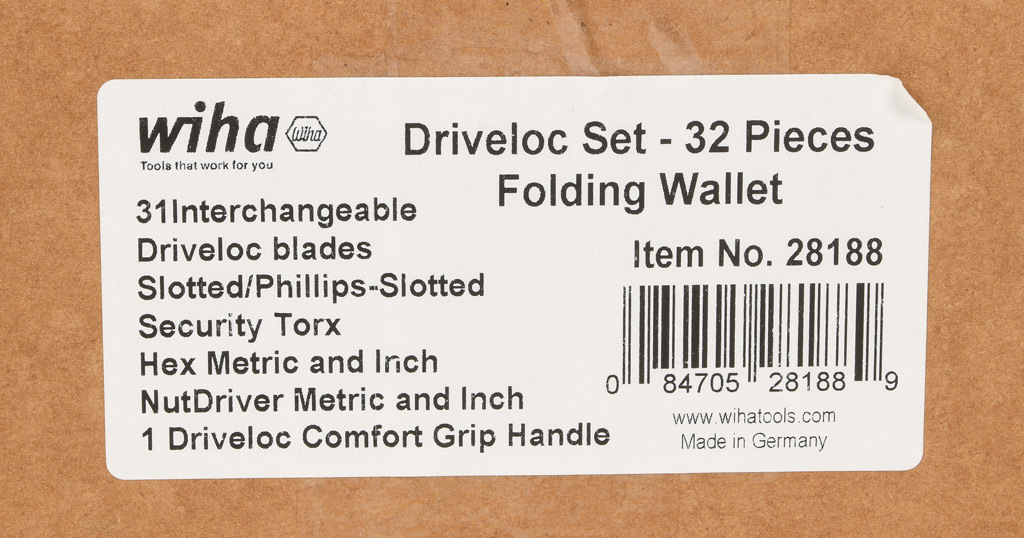 wiha wiha
Tools that work for you
Driveloc Set - 32 Pieces
Folding Wallet
31Interchangeable
Driveloc blades
Slotted/Phillips-Slotted
Security Torx
Hex Metric and Inch
NutDriver Metric and Inch
1 Driveloc Comfort Grip Handle
Item No. 28188
0 84705 28188 9
www.wihatools.com
Made in Germany